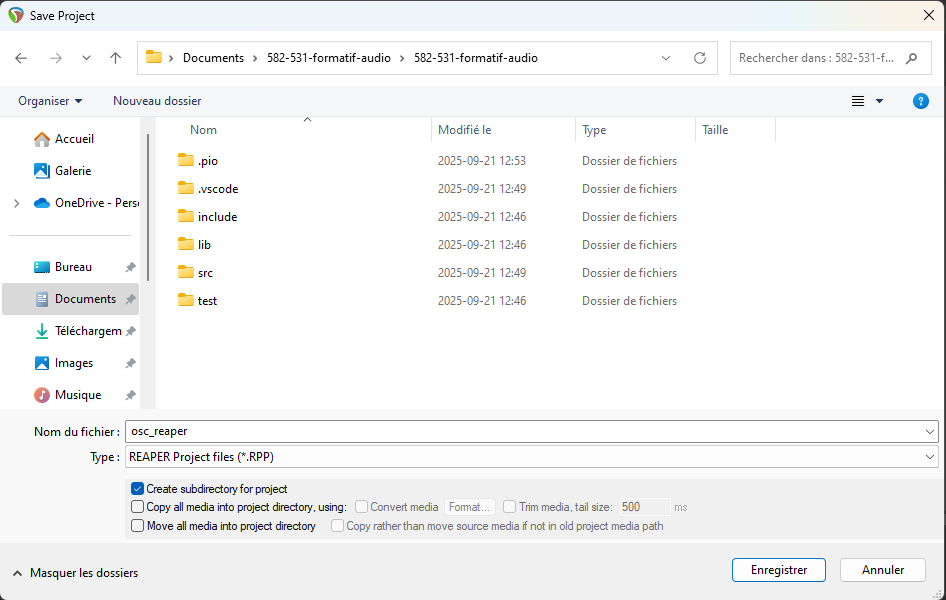 Save Project
Documents > 582-531-formatif-audio > 582-531-formatif-audio
Rechercher dans : 582-531-f...
Organiser
Nouveau dossier
Nom
Modifié le
Type
Taille
Accueil
Galerie
OneDrive - Pers
Bureau
Documents
Téléchargem
Images
Musique
.pio 2025-09-21 12:53 Dossier de fichiers
.vscode 2025-09-21 12:49 Dossier de fichiers
include 2025-09-21 12:46 Dossier de fichiers
lib 2025-09-21 12:46 Dossier de fichiers
src 2025-09-21 12:49 Dossier de fichiers
test 2025-09-21 12:46 Dossier de fichiers
Nom du fichier : osc_reaper
Type : REAPER Project files (*.RPP)
Create subdirectory for project
Copy all media into project directory, using: Convert media Format... Trim media, tail size: 500 ms
Move all media into project directory Copy rather than move source media if not in old project media path
Masquer les dossiers
Enregistrer
Annuler